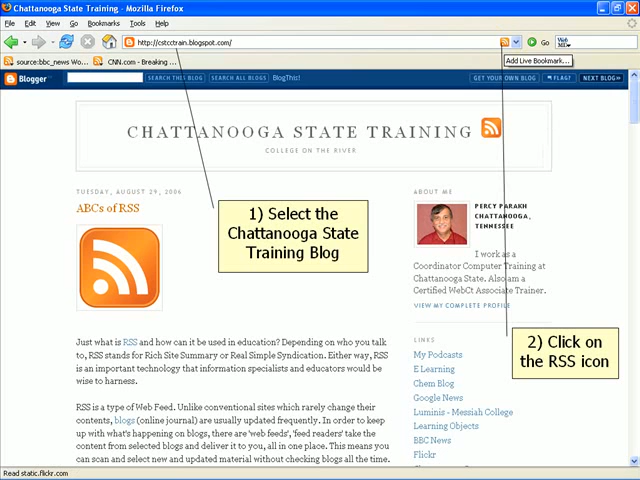 Chattanooga State Training - Mozilla Firefox
File Edit View Go Bookmarks Tools Help
http://cstcctrain.blogspot.com/
Go
source:bbc_news Wo... CNN.com - Breaking ...
Add Live Bookmark...
Blogger SEARCH THIS BLOG SEARCH ALL BLOGS BlogThis! GET YOUR OWN BLOG FLAG? NEXT BLOG»
CHATTANOOGA STATE TRAINING
COLLEGE ON THE RIVER
TUESDAY, AUGUST 29, 2006
ABCs of RSS
1) Select the
Chattanooga State
Training Blog
Just what is RSS and how can it be used in education? Depending on who you talk
to, RSS stands for Rich Site Summary or Real Simple Syndication. Either way, RSS
is an important technology that information specialists and educators would be
wise to harness.
RSS is a type of Web Feed. Unlike conventional sites which rarely change their
contents, blogs (online journal) are usually updated frequently. In order to keep
up with what's happening on blogs, there are 'web feeds', 'feed readers' take the
content from selected blogs and deliver it to you, all in one place. This means you
can scan and select new and updated material without checking blogs all the time.
ABOUT ME
PERCY PARAKH
CHATTANOOGA,
TENNESSEE
I work as a
Coordinator Computer Training at
Chattanooga State. Also am a
Certified WebCt Associate Trainer.
VIEW MY COMPLETE PROFILE
2) Click on
the RSS icon
LINKS
My Podcasts
E Learning
Chem Blog
Google News
Luminis - Messiah College
Learning Objects
BBC News
Flickr
Read static.flickr.com